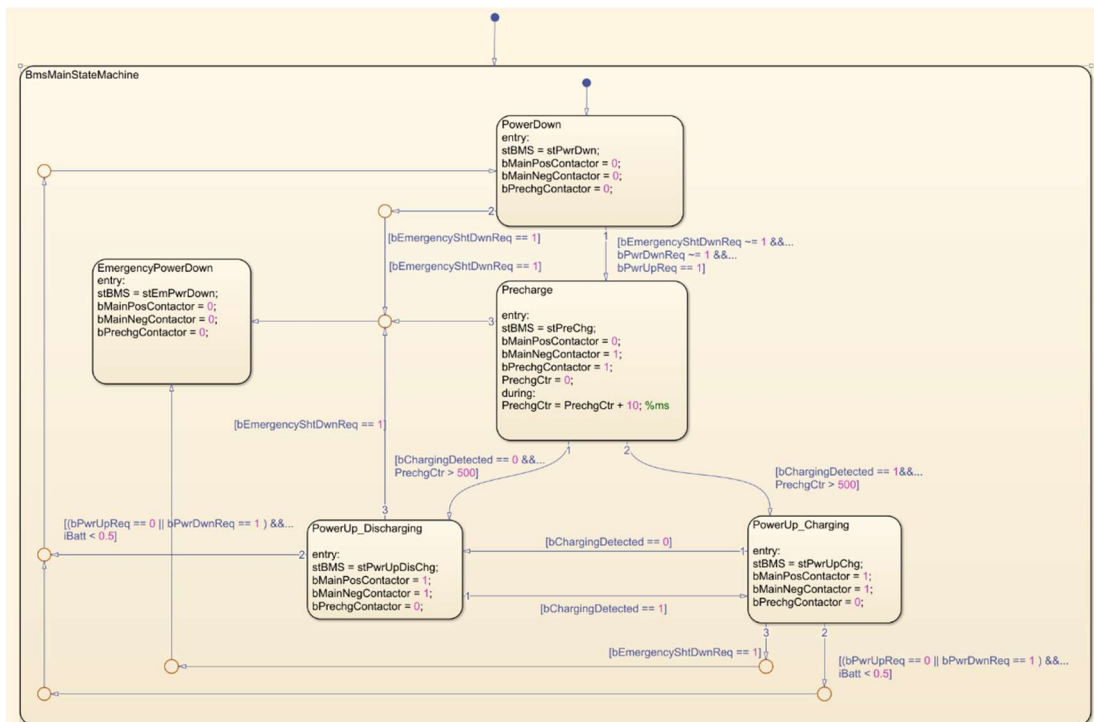 BmsMainStateMachine
PowerDown
entry:
stBMS = stPwrDwn;
bMainPosContactor = 0;
bMainNegContactor = 0;
bPrechgContactor = 0;
2
1
[bEmergencyShtDwnReq == 1]
[bEmergencyShtDwnReq ~= 1 &&...
bPwrDwnReq ~= 1 &&...
bPwrUpReq == 1]
[bEmergencyShtDwnReq == 1]
EmergencyPowerDown
entry:
stBMS = stEmPwrDown;
bMainPosContactor = 0;
bMainNegContactor = 0;
bPrechgContactor = 0;
Precharge
entry:
stBMS = stPreChg;
bMainPosContactor = 0;
bMainNegContactor = 1;
bPrechgContactor = 1;
PrechgCtr = 0;
during:
PrechgCtr = PrechgCtr + 10; %ms
3
1
2
[bEmergencyShtDwnReq == 1]
[bChargingDetected == 0 &&...
PrechgCtr > 500]
[bChargingDetected == 1&&...
PrechgCtr > 500]
3
[(bPwrUpReq == 0 || bPwrDwnReq == 1 ) &&...
iBatt < 0.5]
2
PowerUp_Discharging
entry:
stBMS = stPwrUpDisChg;
bMainPosContactor = 1;
bMainNegContactor = 1;
bPrechgContactor = 0;
[bChargingDetected == 0]
1
1
[bChargingDetected == 1]
PowerUp_Charging
entry:
stBMS = stPwrUpChg;
bMainPosContactor = 1;
bMainNegContactor = 1;
bPrechgContactor = 0;
3
2
[bEmergencyShtDwnReq == 1]
[(bPwrUpReq == 0 || bPwrDwnReq == 1 ) &&...
iBatt < 0.5]